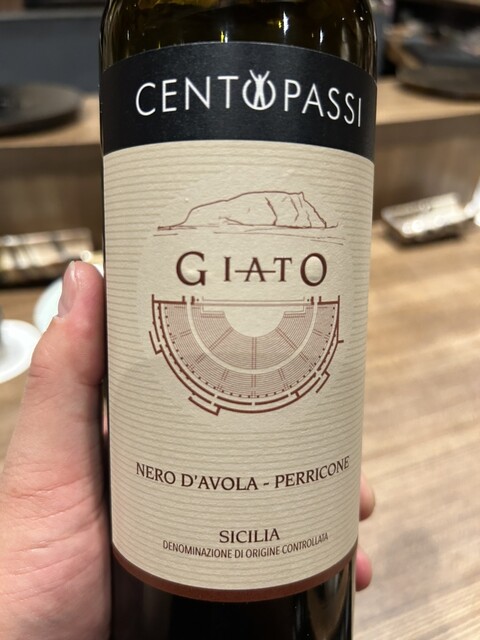 CENTOPASSI
GIATO
NERO D'AVOLA - PERRICONE
SICILIA
DENOMINAZIONE DI ORIGINE CONTROLLATA